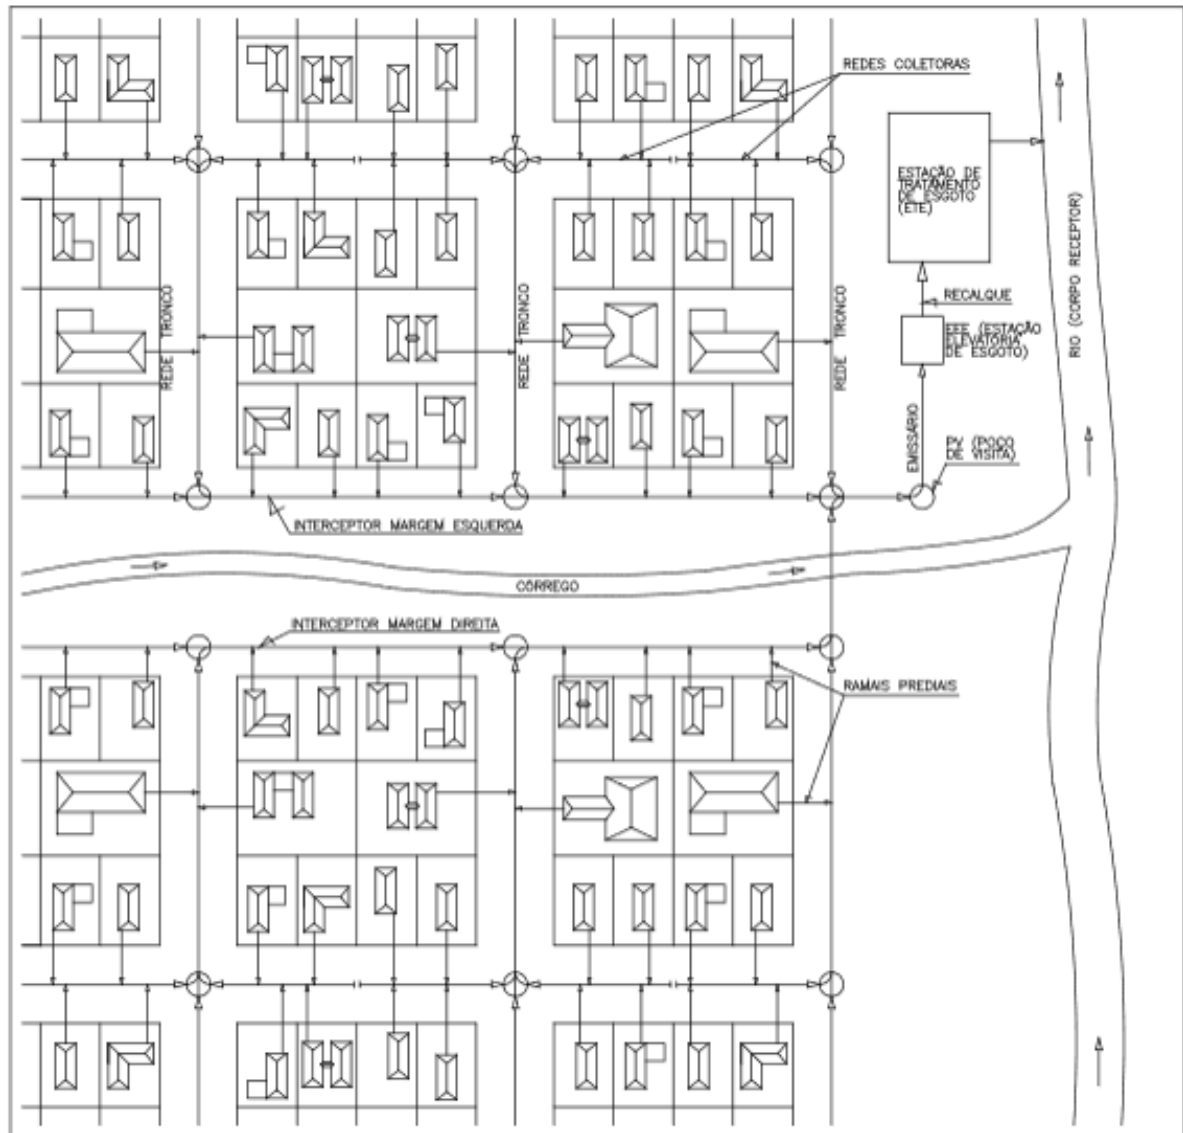 REDES COLETORAS
ESTAÇÃO DE
TRATAMENTO
DE ESGOTO
(ETE)
RIO (CORPO RECEPTOR)
REDE TRONCO
REDE TRONCO
REDE TRONCO
RECALQUE
EEE (ESTAÇÃO
ELEVATÓRIA
DE ESGOTO)
EMISSÁRIO
PV (POÇO
DE VISITA)
INTERCEPTOR MARGEM ESQUERDA
CÓRREGO
INTERCEPTOR MARGEM DIREITA
RAMAIS PREDIAIS